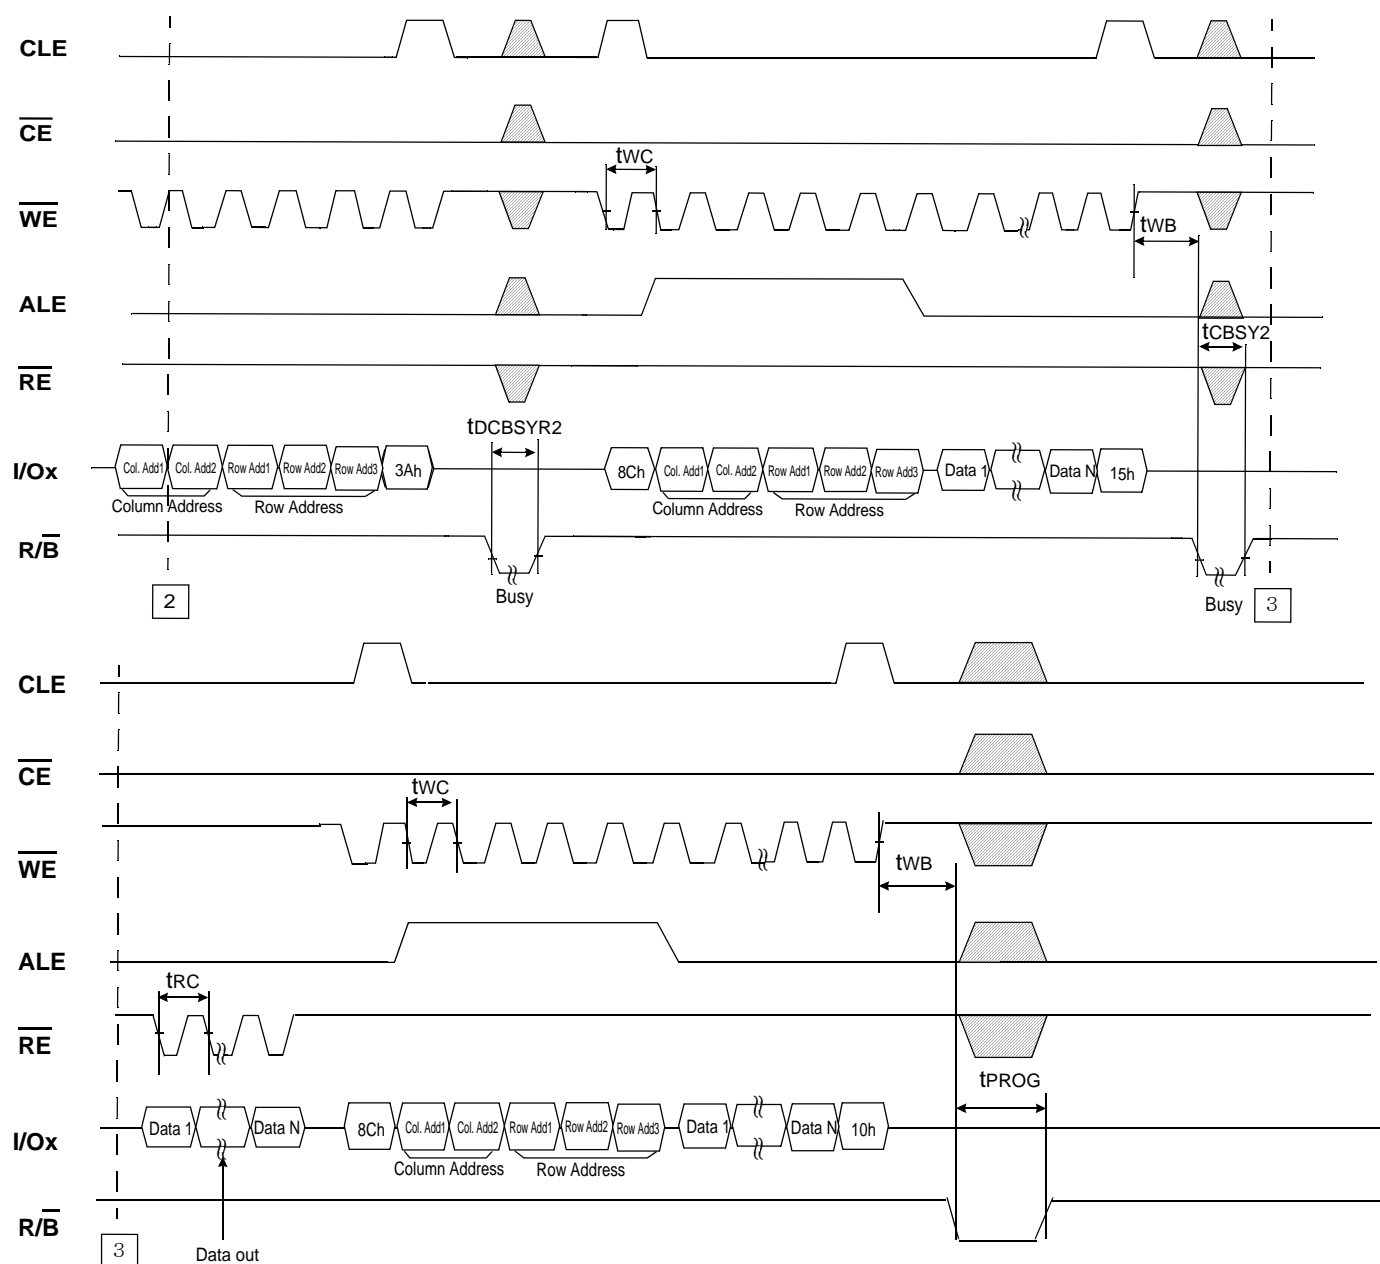 CLE
CE
tWC
WE
tWB
ALE
tCBSY2
RE
tDCBSYR2
I/Ox Col. Add1 Col. Add2 Row Add1 Row Add2 Row Add3 3Ah 8Ch Col. Add1 Col. Add2 Row Add1 Row Add2 Row Add3 Data 1 Data N 15h
Column Address Row Address Column Address Row Address
R/B
Busy Busy
2 3
CLE
CE
tWC
WE
tWB
ALE
tRC
RE
tPROG
I/Ox Data 1 Data N 8Ch Col. Add1 Col. Add2 Row Add1 Row Add2 Row Add3 Data 1 Data N 10h
Column Address Row Address
R/B
3 Data out